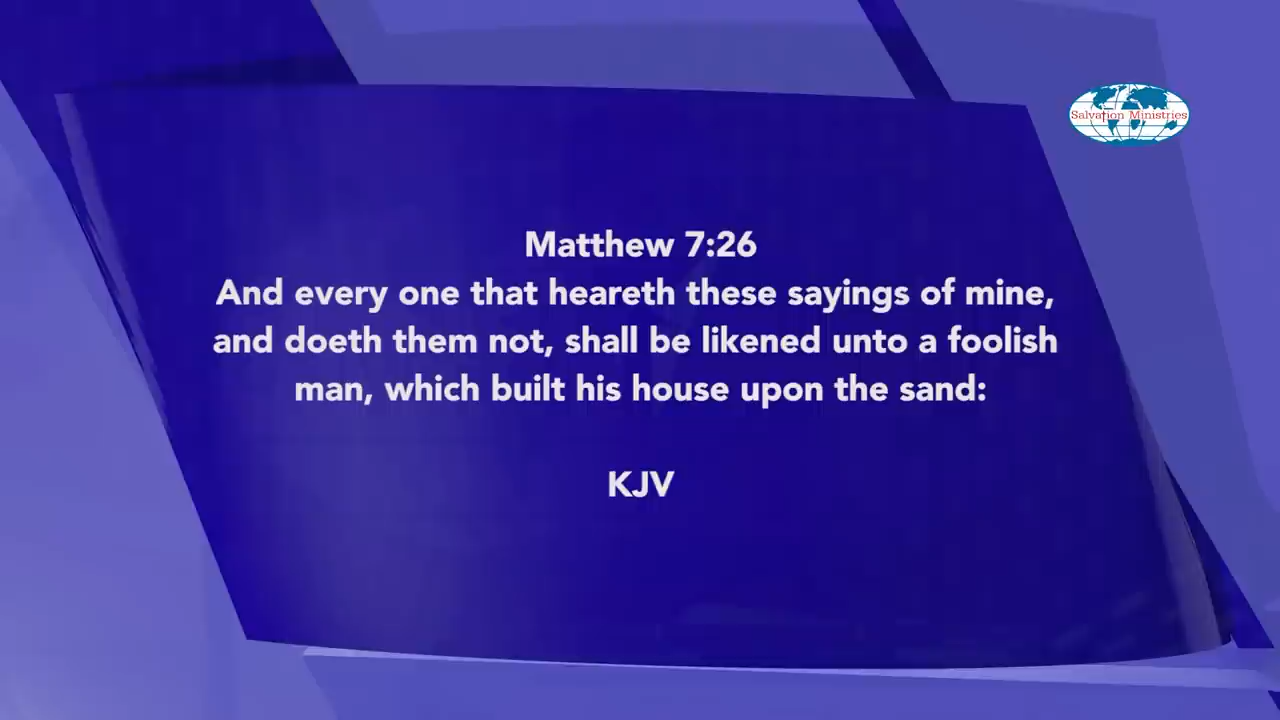 Salvation Ministries
Matthew 7:26
And every one that heareth these sayings of mine,
and doeth them not, shall be likened unto a foolish
man, which built his house upon the sand:
KJV